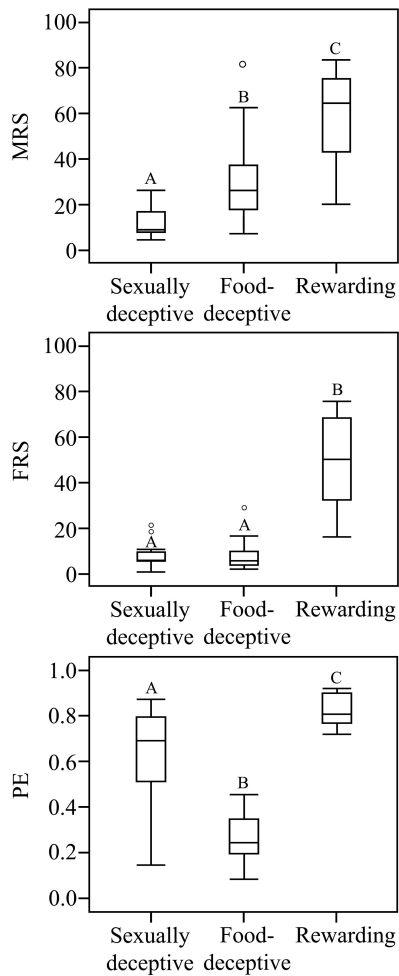 100
80
60
40
20
0
MRS
A
B
C
Sexually deceptive
Food-deceptive
Rewarding
100
80
60
40
20
0
FRS
A
A
B
Sexually deceptive
Food-deceptive
Rewarding
1.0
0.8
0.6
0.4
0.2
0.0
PE
A
B
C
Sexually deceptive
Food-deceptive
Rewarding